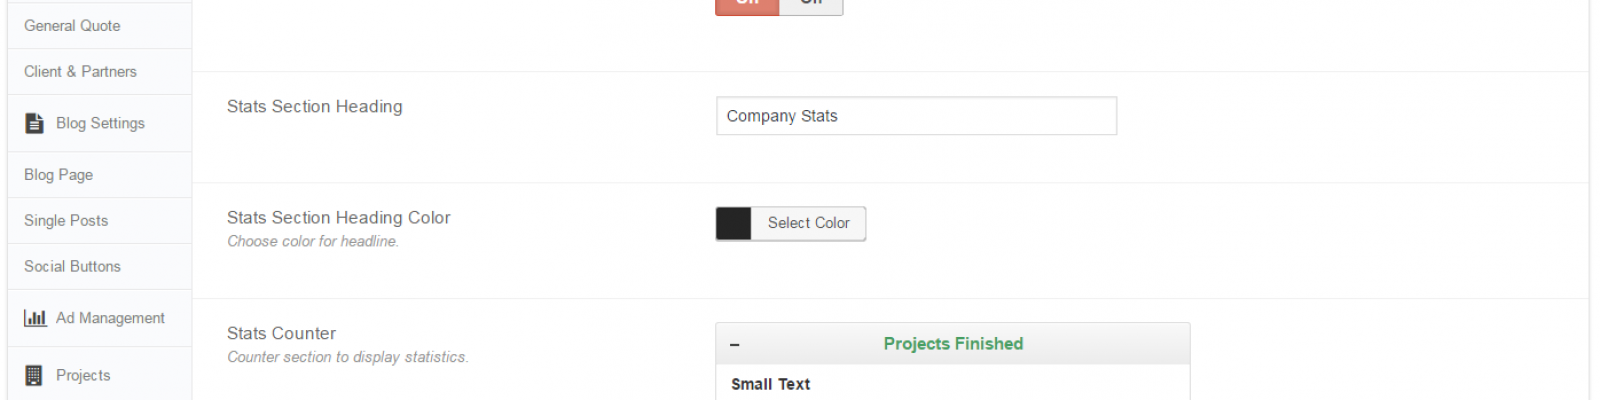 General Quote
Client & Partners
Blog Settings
Blog Page
Single Posts
Social Buttons
Ad Management
Projects
Stats Section Heading
Company Stats
Stats Section Heading Color
Choose color for headline.
Select Color
Stats Counter
Counter section to display statistics.
Projects Finished
Small Text